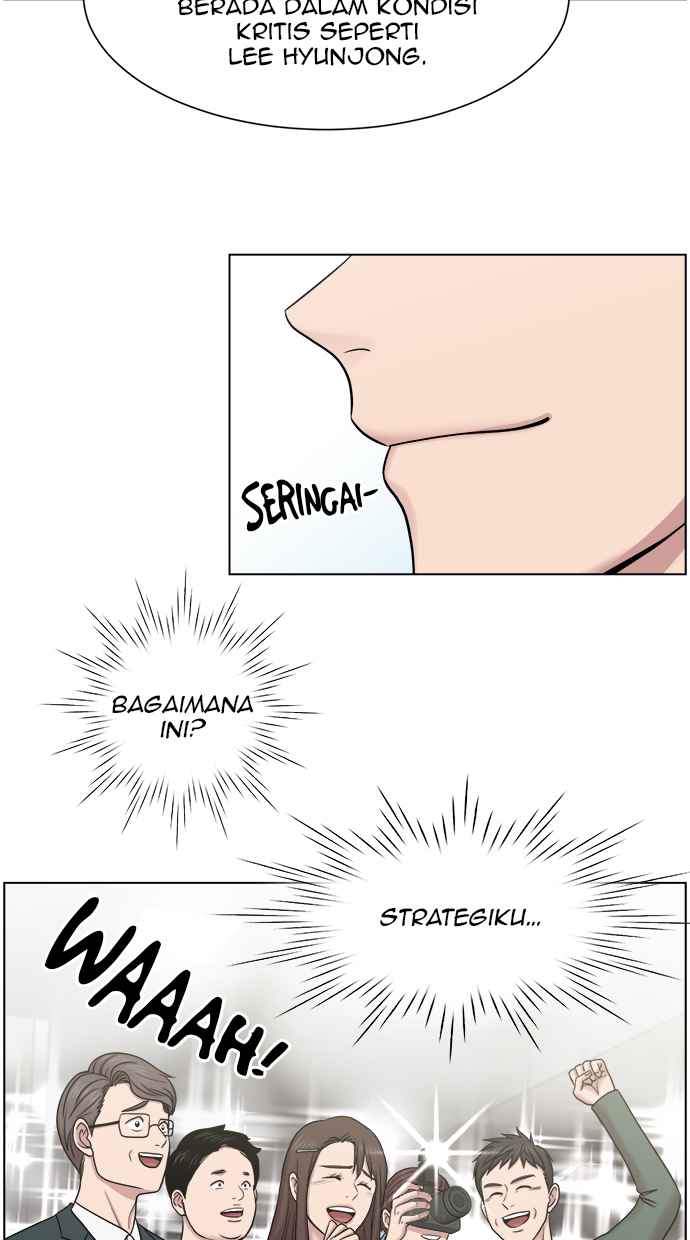 BERADA DALAM KONDISI
KRITIS SEPERTI
LEE HYUNJONG.
SERINGAI-
BAGAIMANA
INI?
STRATEGIKU...
WAAAH!